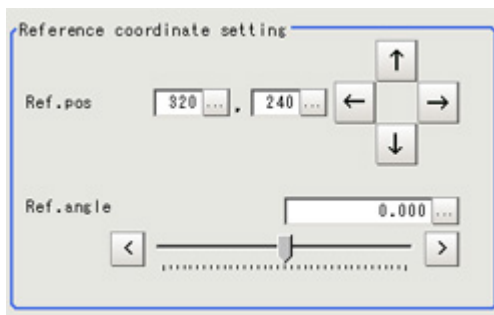 Reference coordinate setting
Ref.pos 320 ... , 240 ...
Ref.angle 0.000 ...
< >